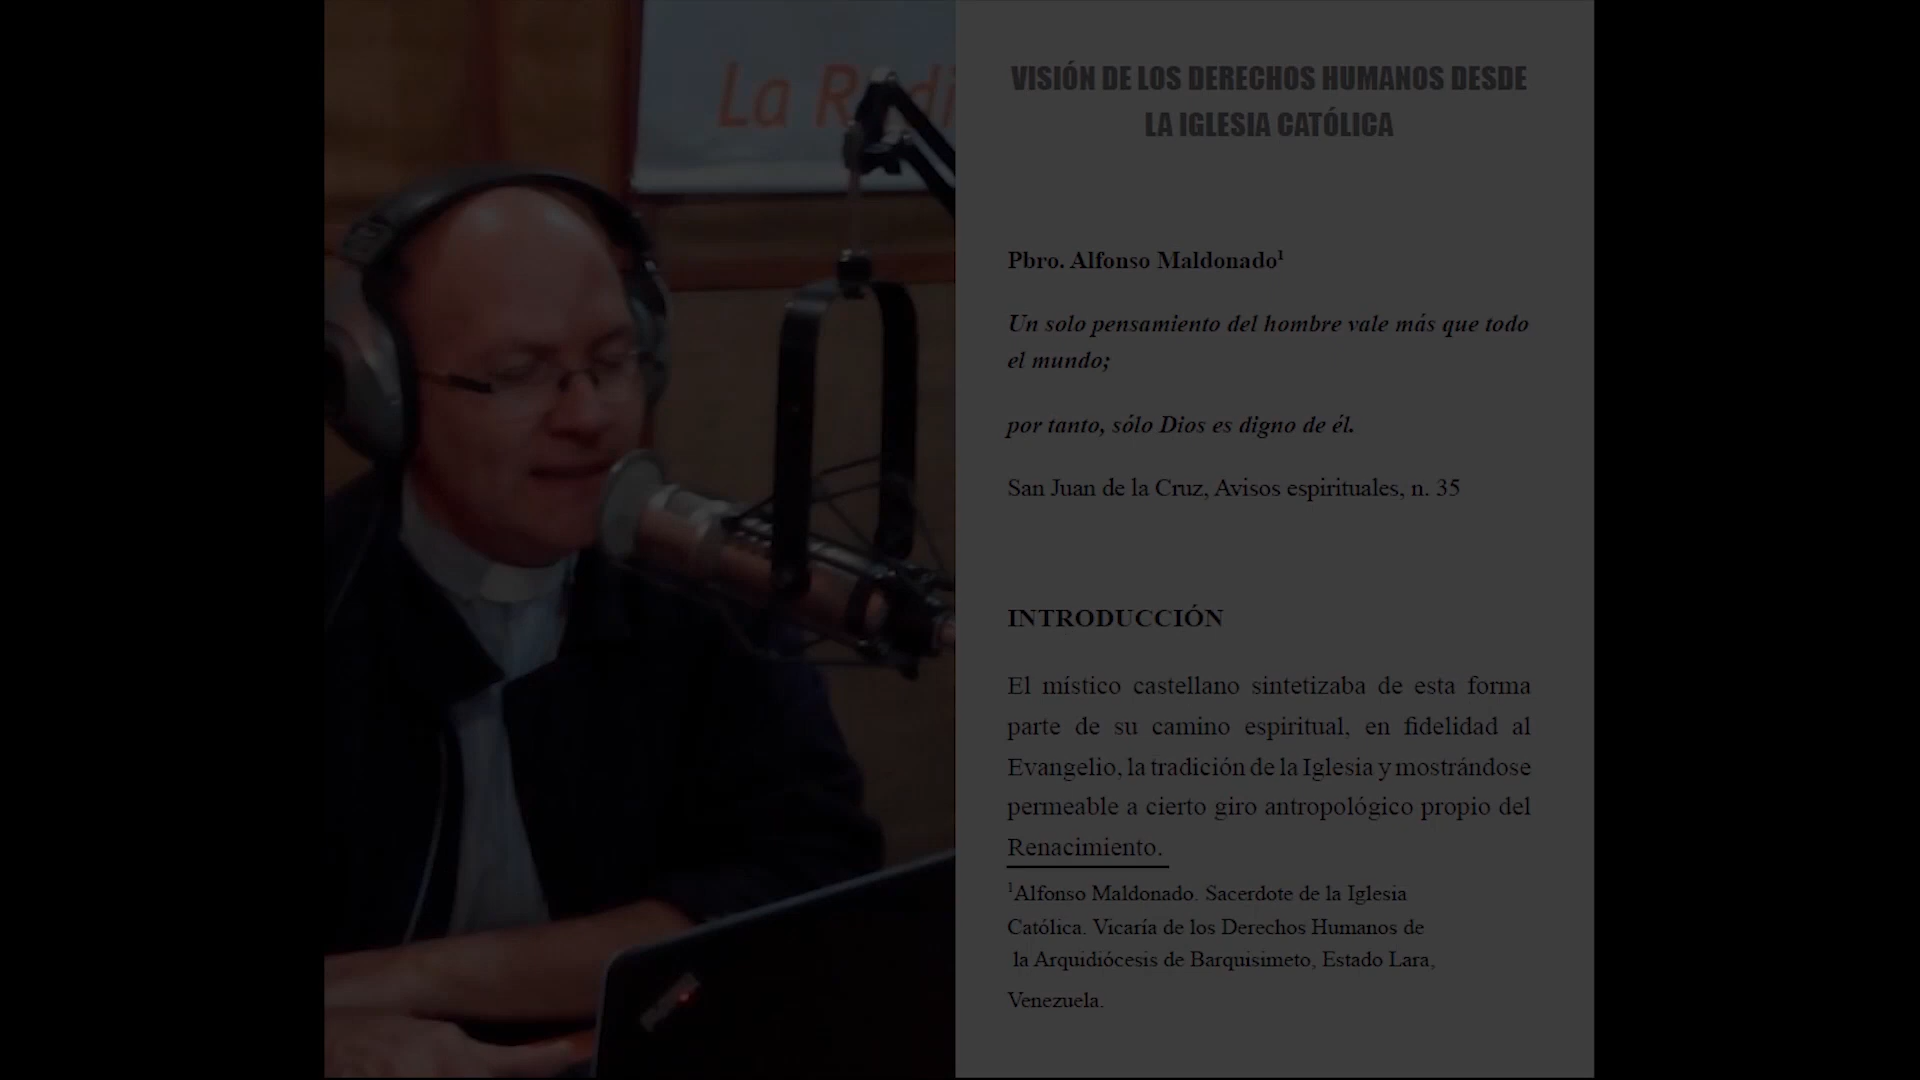 La Radi
VISIÓN DE LOS DERECHOS HUMANOS DESDE
LA IGLESIA CATÓLICA
Pbro. Alfonso Maldonado¹
Un solo pensamiento del hombre vale más que todo
el mundo;
por tanto, sólo Dios es digno de él.
San Juan de la Cruz, Avisos espirituales, n. 35
INTRODUCCIÓN
El místico castellano sintetizaba de esta forma
parte de su camino espiritual, en fidelidad al
Evangelio, la tradición de la Iglesia y mostrándose
permeable a cierto giro antropológico propio del
Renacimiento.
¹Alfonso Maldonado. Sacerdote de la Iglesia
Católica. Vicaría de los Derechos Humanos de
la Arquidiócesis de Barquisimeto, Estado Lara,
Venezuela.